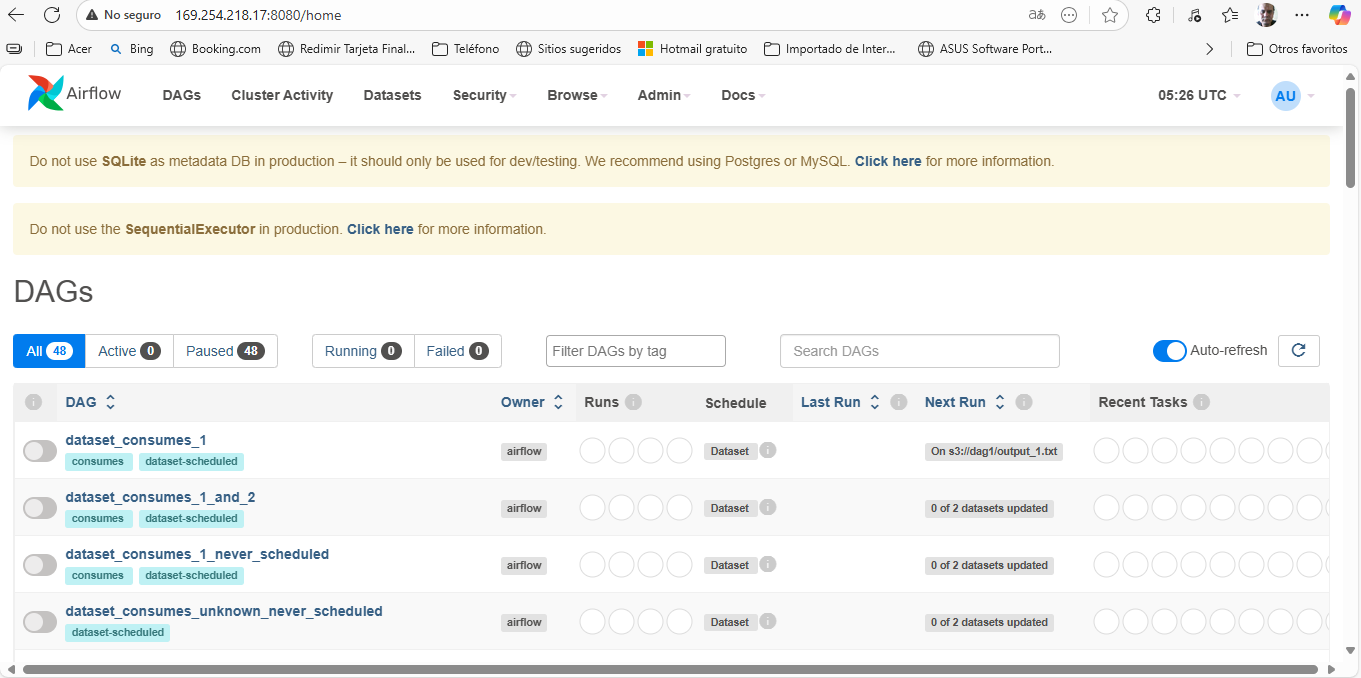 No seguro 169.254.218.17:8080/home aあ
Acer Bing Booking.com Redimir Tarjeta Final... Teléfono Sitios sugeridos Hotmail gratuito Importado de Inter... ASUS Software Port... Otros favoritos
Airflow DAGs Cluster Activity Datasets Security Browse Admin Docs 05:26 UTC AU
Do not use SQLite as metadata DB in production – it should only be used for dev/testing. We recommend using Postgres or MySQL. Click here for more information.
Do not use the SequentialExecutor in production. Click here for more information.
DAGs
All 48 Active 0 Paused 48 Running 0 Failed 0 Filter DAGs by tag Search DAGs Auto-refresh
DAG Owner Runs Schedule Last Run Next Run Recent Tasks
dataset_consumes_1
consumes dataset-scheduled airflow Dataset On s3://dag1/output_1.txt
dataset_consumes_1_and_2
consumes dataset-scheduled airflow Dataset 0 of 2 datasets updated
dataset_consumes_1_never_scheduled
consumes dataset-scheduled airflow Dataset 0 of 2 datasets updated
dataset_consumes_unknown_never_scheduled
dataset-scheduled airflow Dataset 0 of 2 datasets updated